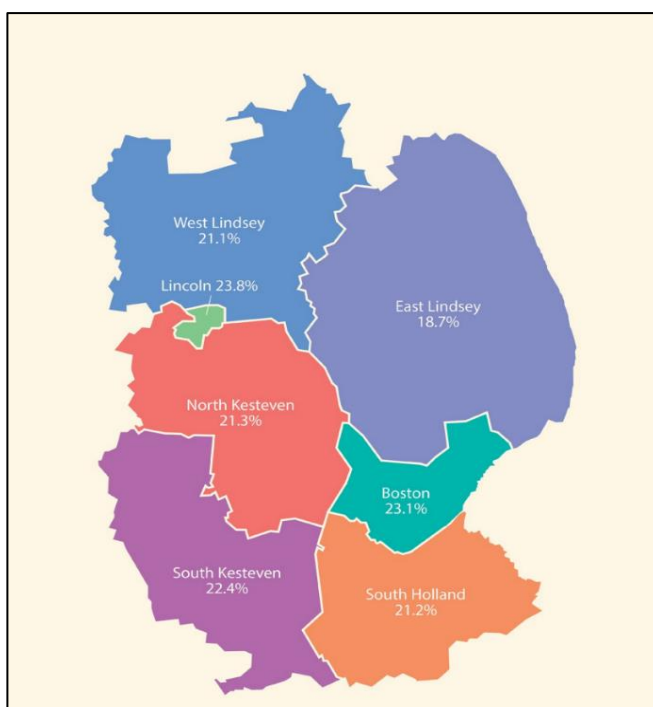 West Lindsey
21.1%
Lincoln 23.8%
East Lindsey
18.7%
North Kesteven
21.3%
Boston
23.1%
South Kesteven
22.4%
South Holland
21.2%